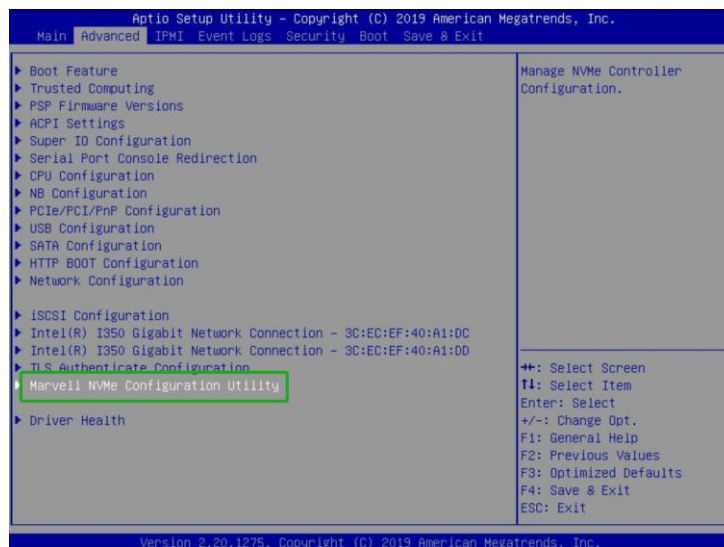 Aptio Setup Utility – Copyright (C) 2019 American Megatrends, Inc.
Main Advanced IPMI Event Logs Security Boot Save & Exit
Boot Feature
Trusted Computing
PSP Firmware Versions
ACPI Settings
Super IO Configuration
Serial Port Console Redirection
CPU Configuration
NB Configuration
PCIe/PCI/PnP Configuration
USB Configuration
SATA Configuration
HTTP BOOT Configuration
Network Configuration
iSCSI Configuration
Intel(R) I350 Gigabit Network Connection - 3C:EC:EF:40:A1:DC
Intel(R) I350 Gigabit Network Connection - 3C:EC:EF:40:A1:DD
TLS Authenticate Configuration
Marvell NVMe Configuration Utility
Driver Health
Manage NVMe Controller
Configuration.
→←: Select Screen
↑↓: Select Item
Enter: Select
+/-: Change Opt.
F1: General Help
F2: Previous Values
F3: Optimized Defaults
F4: Save & Exit
ESC: Exit
Version 2.20.1275. Copyright (C) 2019 American Megatrends, Inc.